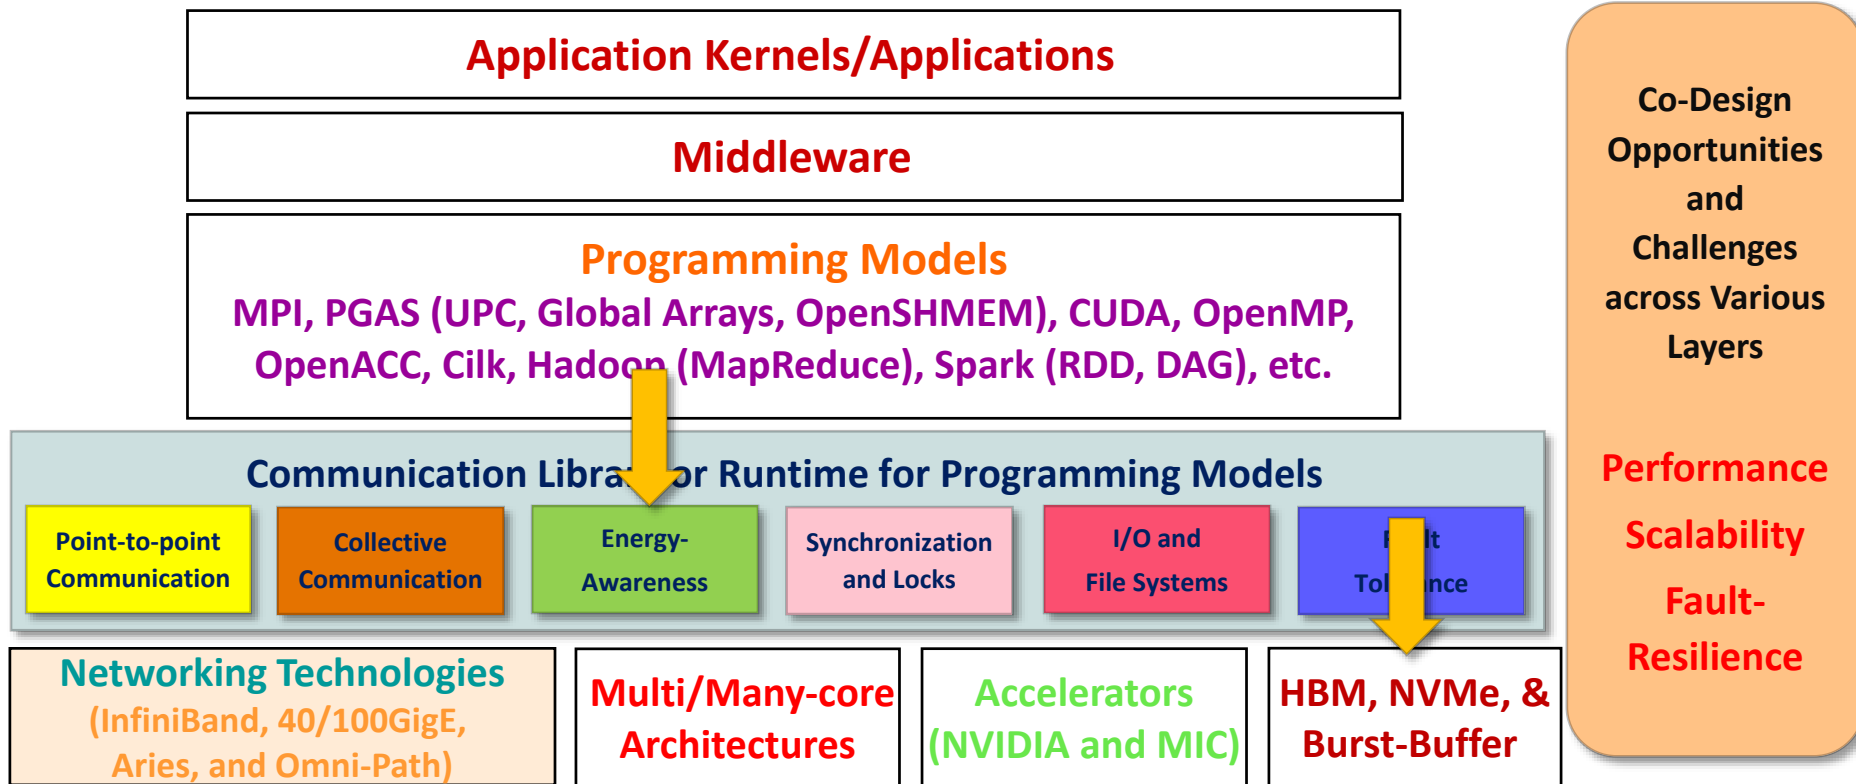 Application Kernels/Applications
Middleware
Programming Models
MPI, PGAS (UPC, Global Arrays, OpenSHMEM), CUDA, OpenMP,
OpenACC, Cilk, Hadoop (MapReduce), Spark (RDD, DAG), etc.
Communication Library or Runtime for Programming Models
Point-to-point
Communication
Collective
Communication
Energy-
Awareness
Synchronization
and Locks
I/O and
File Systems
Fault
Tolerance
Networking Technologies
(InfiniBand, 40/100GigE,
Aries, and Omni-Path)
Multi/Many-core
Architectures
Accelerators
(NVIDIA and MIC)
HBM, NVMe, &
Burst-Buffer
Co-Design
Opportunities
and
Challenges
across Various
Layers
Performance
Scalability
Fault-
Resilience